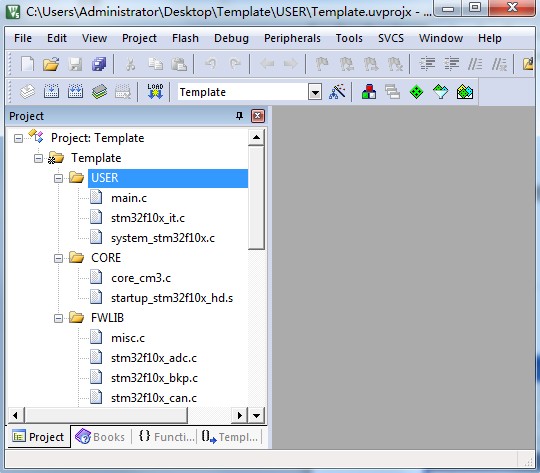 C:\Users\Administrator\Desktop\Template\USER\Template.uvprojx - ...
File Edit View Project Flash Debug Peripherals Tools SVCS Window Help
LOAD Template
Project
Project: Template
Template
USER
main.c
stm32f10x_it.c
system_stm32f10x.c
CORE
core_cm3.c
startup_stm32f10x_hd.s
FWLIB
misc.c
stm32f10x_adc.c
stm32f10x_bkp.c
stm32f10x_can.c
Project Books {} Functi... 0 Templ...